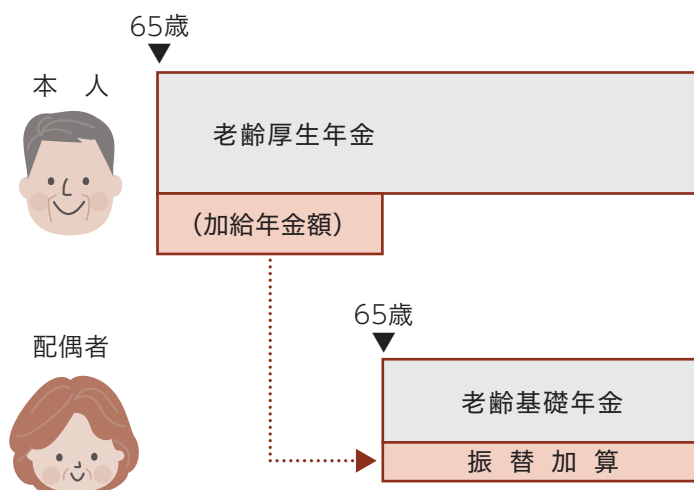 65歳
本　人
老齢厚生年金
（加給年金額）
65歳
配偶者
老齢基礎年金
振 替 加 算